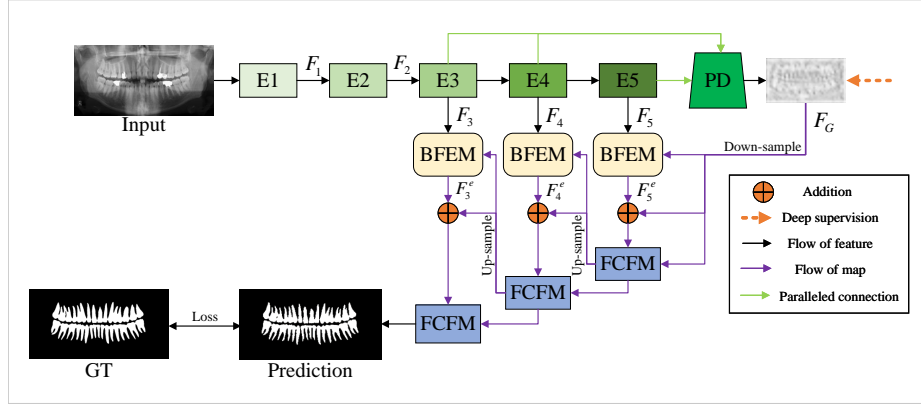 F₁ F₂
E1 E2 E3 E4 E5 PD
Input
F₃ F₄ F₅ F_G
Down-sample
BFEM BFEM BFEM
F₃ᵉ F₄ᵉ F₅ᵉ
Up-sample Up-sample
FCFM
FCFM
FCFM
Addition
Deep supervision
Flow of feature
Flow of map
Paralleled connection
Loss
GT Prediction